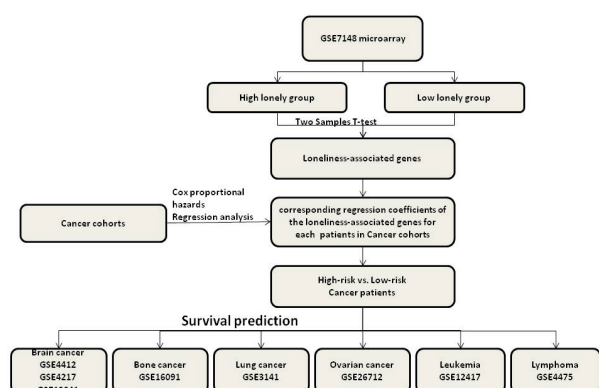 GSE7148 microarray
High lonely group
Low lonely group
Two Samples T-test
Loneliness-associated genes
Cox proportional
hazards
Regression analysis
Cancer cohorts
corresponding regression coefficients of
the loneliness-associated genes for
each patients in Cancer cohorts
High-risk vs. Low-risk
Cancer patients
Survival prediction
Brain cancer
GSE4412
GSE4217
Bone cancer
GSE16091
Lung cancer
GSE3141
Ovarian cancer
GSE26712
Leukemia
GSE12417
Lymphoma
GSE4475